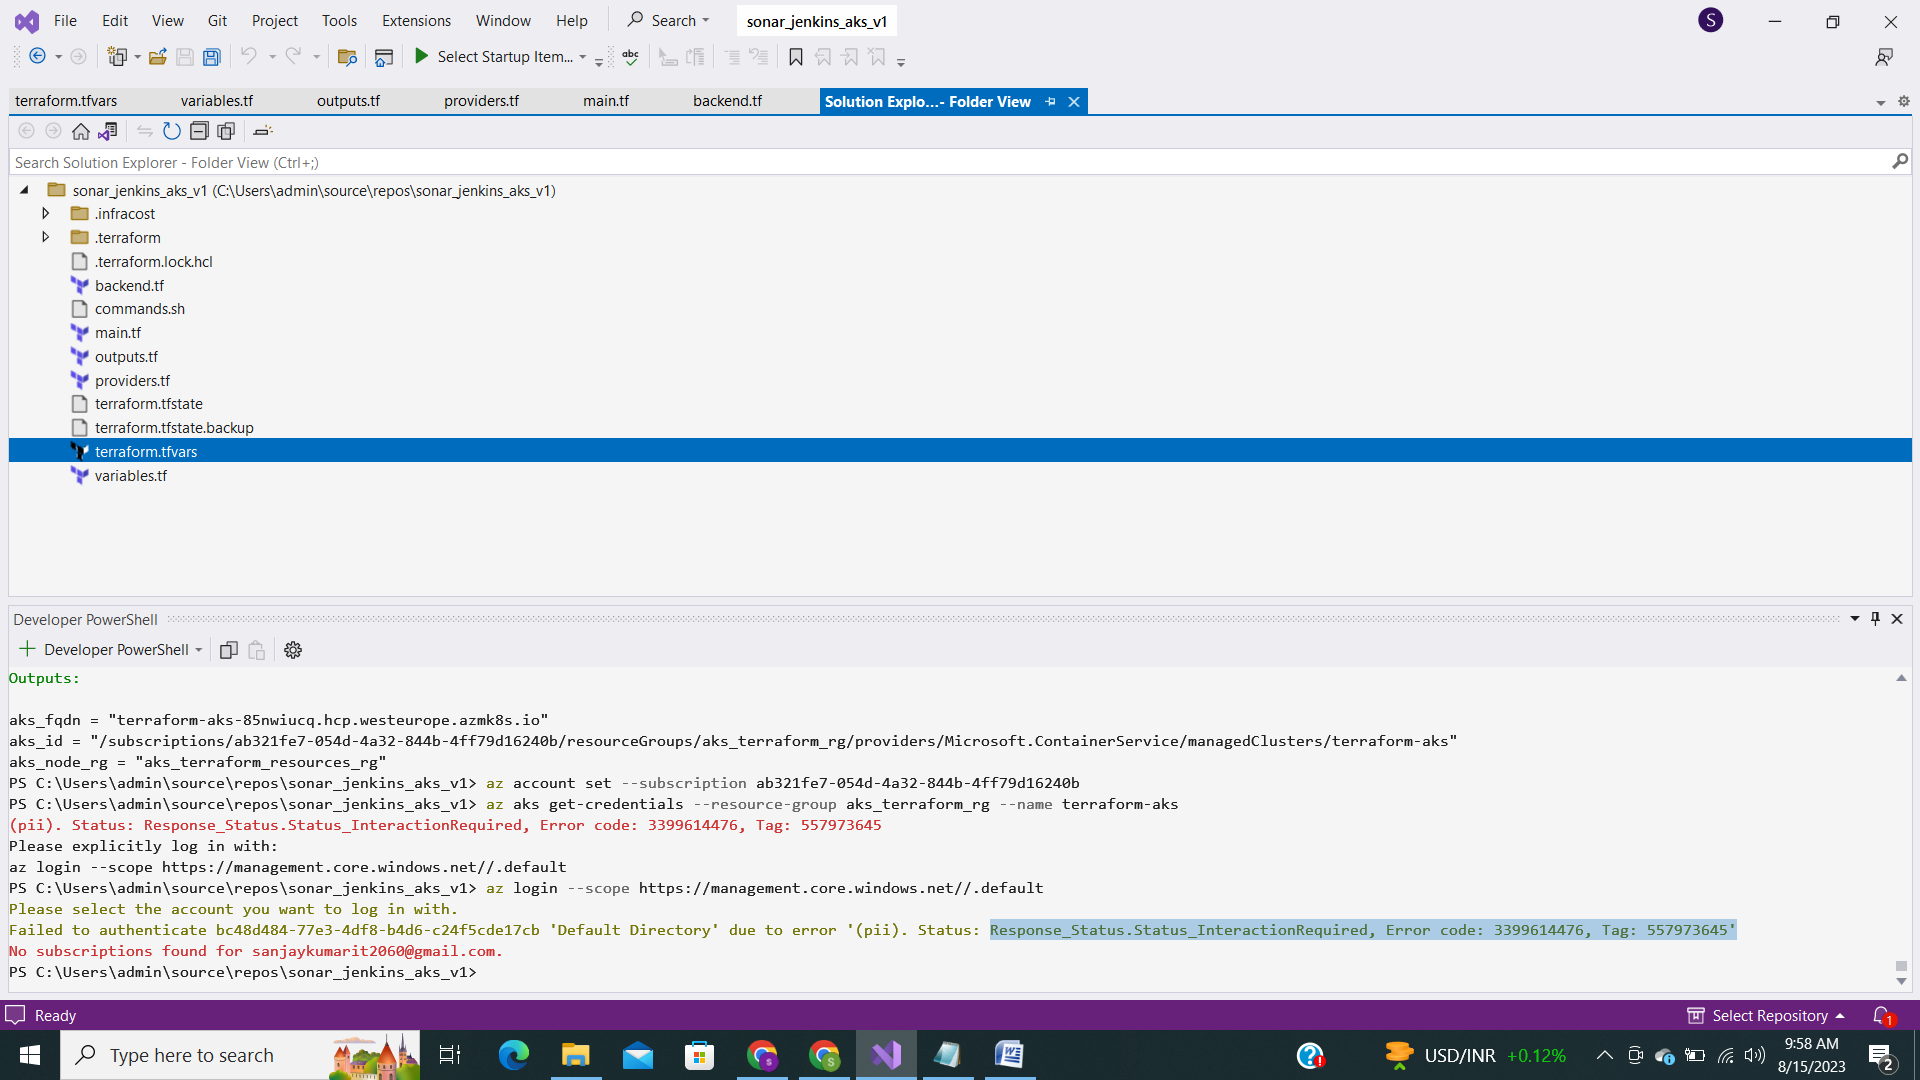 File Edit View Git Project Tools Extensions Window Help Search sonar_jenkins_aks_v1 S
Select Startup Item... abc
terraform.tfvars variables.tf outputs.tf providers.tf main.tf backend.tf Solution Explo...- Folder View
Search Solution Explorer - Folder View (Ctrl+;)
sonar_jenkins_aks_v1 (C:\Users\admin\source\repos\sonar_jenkins_aks_v1)
.infracost
.terraform
.terraform.lock.hcl
backend.tf
commands.sh
main.tf
outputs.tf
providers.tf
terraform.tfstate
terraform.tfstate.backup
terraform.tfvars
variables.tf
Developer PowerShell
Developer PowerShell
Outputs:
aks_fqdn = "terraform-aks-85nwiucq.hcp.westeurope.azmk8s.io"
aks_id = "/subscriptions/ab321fe7-054d-4a32-844b-4ff79d16240b/resourceGroups/aks_terraform_rg/providers/Microsoft.ContainerService/managedClusters/terraform-aks"
aks_node_rg = "aks_terraform_resources_rg"
PS C:\Users\admin\source\repos\sonar_jenkins_aks_v1> az account set --subscription ab321fe7-054d-4a32-844b-4ff79d16240b
PS C:\Users\admin\source\repos\sonar_jenkins_aks_v1> az aks get-credentials --resource-group aks_terraform_rg --name terraform-aks
(pii). Status: Response_Status.Status_InteractionRequired, Error code: 3399614476, Tag: 557973645
Please explicitly log in with:
az login --scope https://management.core.windows.net//.default
PS C:\Users\admin\source\repos\sonar_jenkins_aks_v1> az login --scope https://management.core.windows.net//.default
Please select the account you want to log in with.
Failed to authenticate bc48d484-77e3-4df8-b4d6-c24f5cde17cb 'Default Directory' due to error '(pii). Status: Response_Status.Status_InteractionRequired, Error code: 3399614476, Tag: 557973645'
No subscriptions found for sanjaykumarit2060@gmail.com.
PS C:\Users\admin\source\repos\sonar_jenkins_aks_v1>
Ready Select Repository 1
Type here to search USD/INR +0.12% 9:58 AM
8/15/2023 2